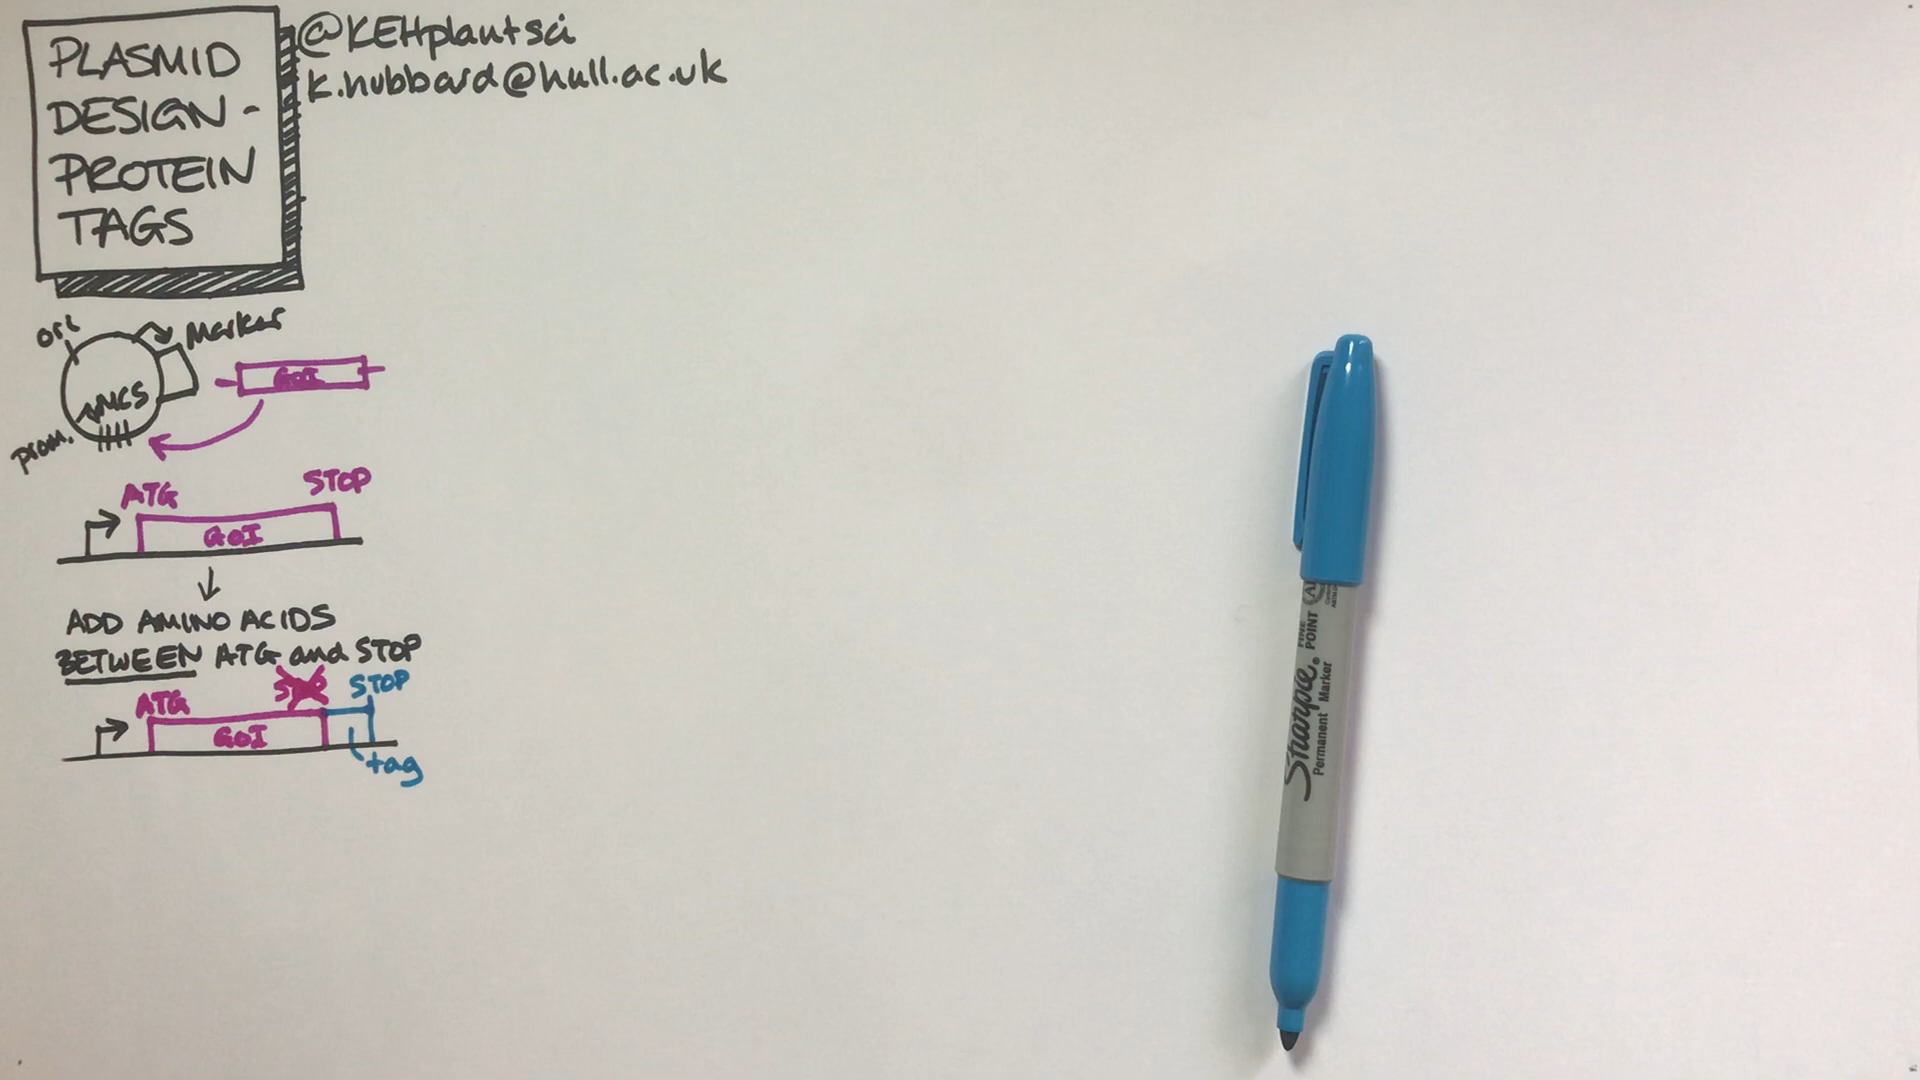 PLASMID
DESIGN -
PROTEIN
TAGS
@KEHplantsci
k.hubbard@hull.ac.uk
ori
Marker
MCS
prom.
GOI
ATG
STOP
GOI
ADD AMINO ACIDS
BETWEEN ATG and STOP
ATG
STOP
STOP
GOI
tag
Sharpie®
FINE POINT
Permanent Marker